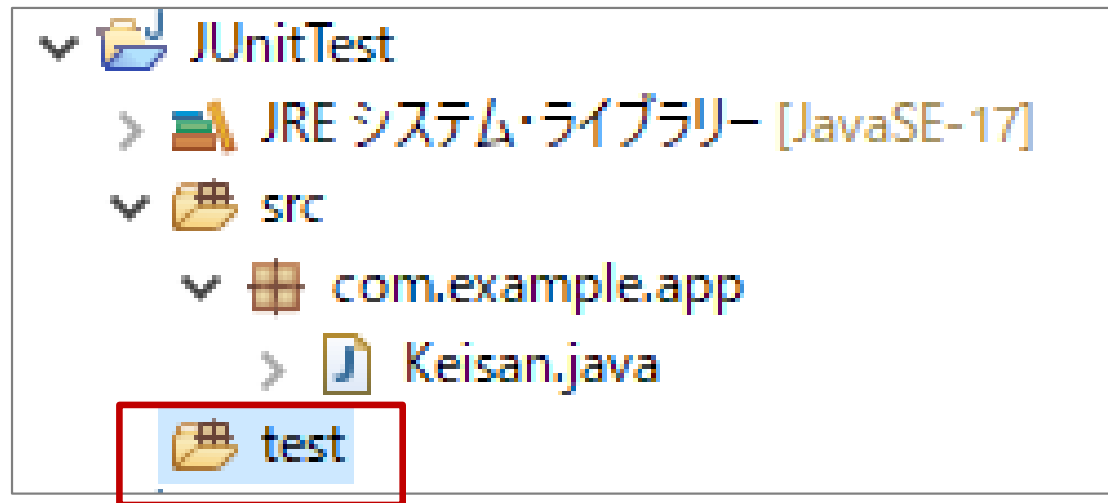 JUnitTest
JRE システム・ライブラリー [JavaSE-17]
src
com.example.app
Keisan.java
test